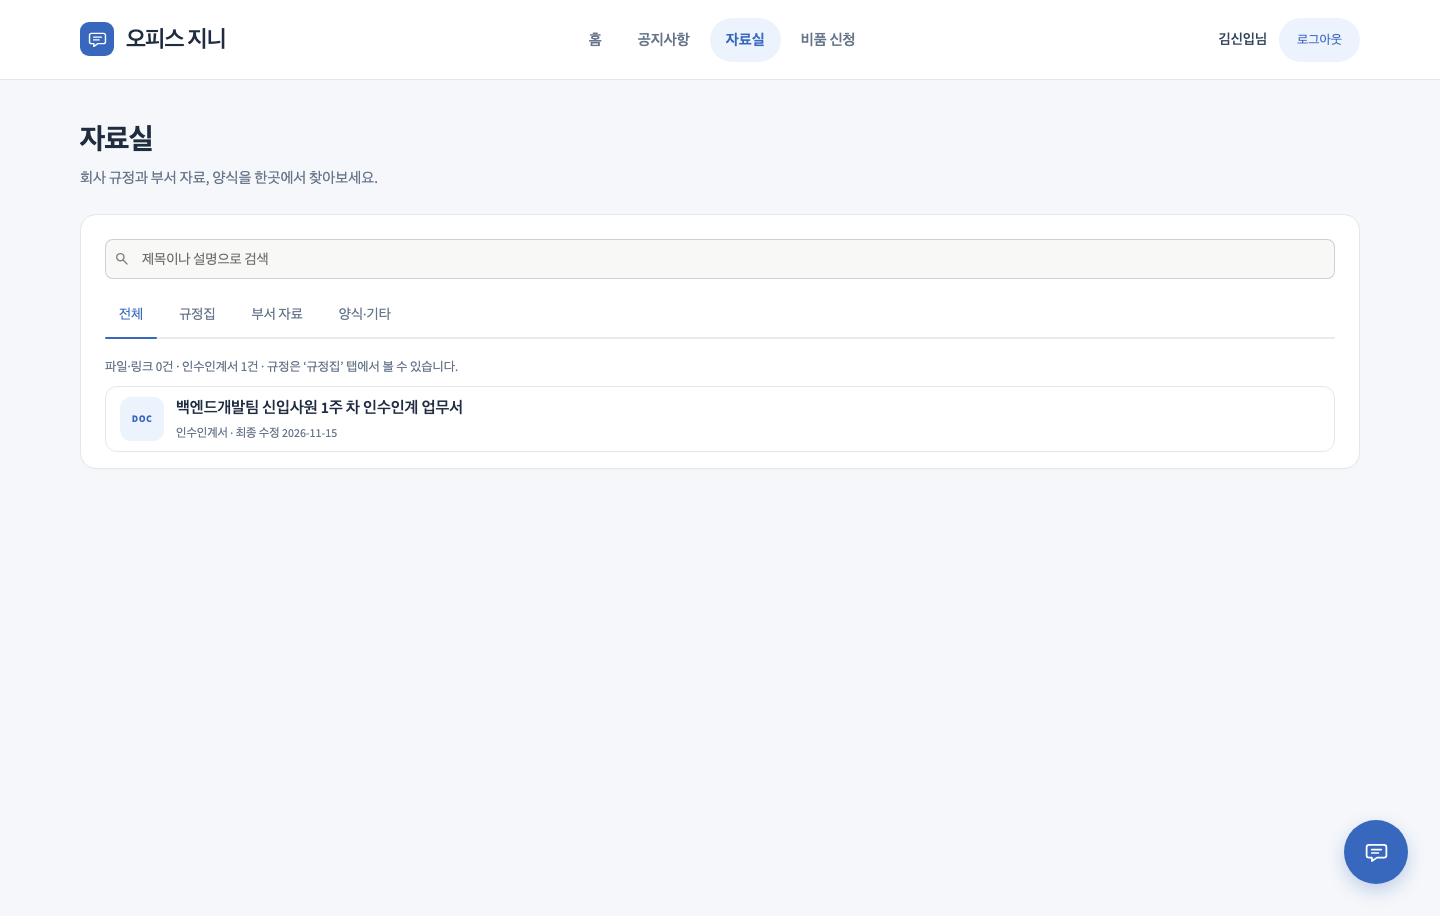 오피스 지니
홈 공지사항 자료실 비품 신청
김신입님 로그아웃
자료실
회사 규정과 부서 자료, 양식을 한곳에서 찾아보세요.
제목이나 설명으로 검색
전체 규정집 부서 자료 양식·기타
파일·링크 0건 · 인수인계서 1건 · 규정은 ‘규정집’ 탭에서 볼 수 있습니다.
DOC
백엔드개발팀 신입사원 1주 차 인수인계 업무서
인수인계서 · 최종 수정 2026-11-15